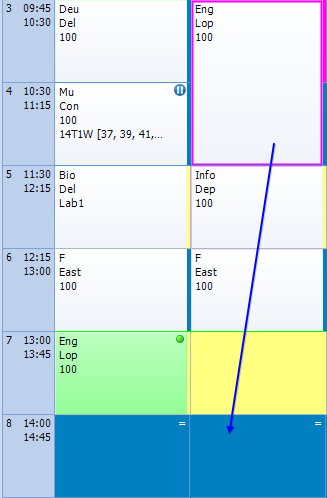 3 09:45 Deu Eng
10:30 Del Lop
100 100
4 10:30 Mu
11:15 Con
100
14T1W [37, 39, 41,...
5 11:30 Bio Info
12:15 Del Dep
Lab1 100
6 12:15 F F
13:00 East East
100 100
7 13:00 Eng
13:45 Lop
100
8 14:00 = =
14:45